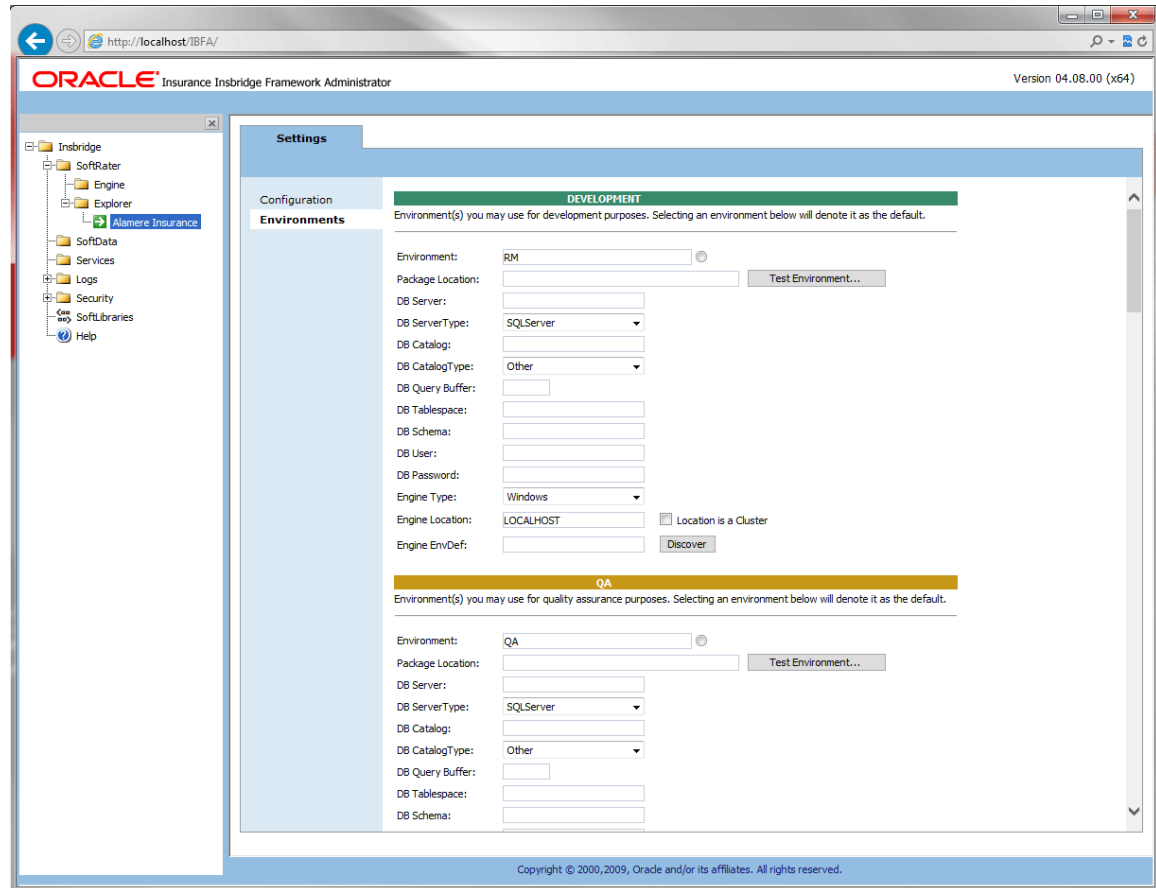 http://localhost/IBFA/
ORACLE Insurance Insbridge Framework Administrator
Version 04.08.00 (x64)
Insbridge
SoftRater
Engine
Explorer
Alamere Insurance
SoftData
Services
Logs
Security
SoftLibraries
Help
Settings
Configuration
Environments
DEVELOPMENT
Environment(s) you may use for development purposes. Selecting an environment below will denote it as the default.
Environment: RM
Package Location: Test Environment...
DB Server:
DB ServerType: SQLServer
DB Catalog:
DB CatalogType: Other
DB Query Buffer:
DB Tablespace:
DB Schema:
DB User:
DB Password:
Engine Type: Windows
Engine Location: LOCALHOST Location is a Cluster
Engine EnvDef: Discover
QA
Environment(s) you may use for quality assurance purposes. Selecting an environment below will denote it as the default.
Environment: QA
Package Location: Test Environment...
DB Server:
DB ServerType: SQLServer
DB Catalog:
DB CatalogType: Other
DB Query Buffer:
DB Tablespace:
DB Schema:
Copyright © 2000,2009, Oracle and/or its affiliates. All rights reserved.